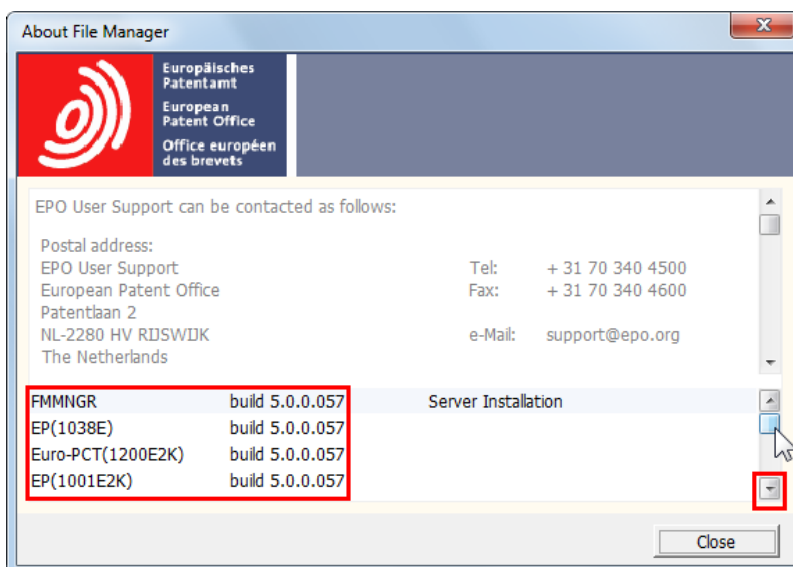 About File Manager
Europäisches
Patentamt
European
Patent Office
Office européen
des brevets
EPO User Support can be contacted as follows:
Postal address:
EPO User Support Tel: + 31 70 340 4500
European Patent Office Fax: + 31 70 340 4600
Patentlaan 2
NL-2280 HV RIJSWIJK e-Mail: support@epo.org
The Netherlands
FMMNGR build 5.0.0.057 Server Installation
EP(1038E) build 5.0.0.057
Euro-PCT(1200E2K) build 5.0.0.057
EP(1001E2K) build 5.0.0.057
Close